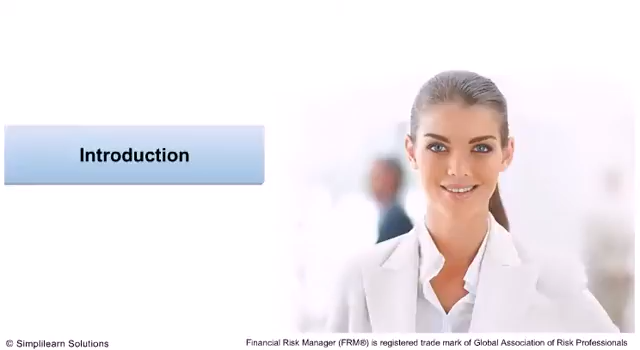 Introduction
© Simplilearn Solutions
Financial Risk Manager (FRM®) is registered trade mark of Global Association of Risk Professionals